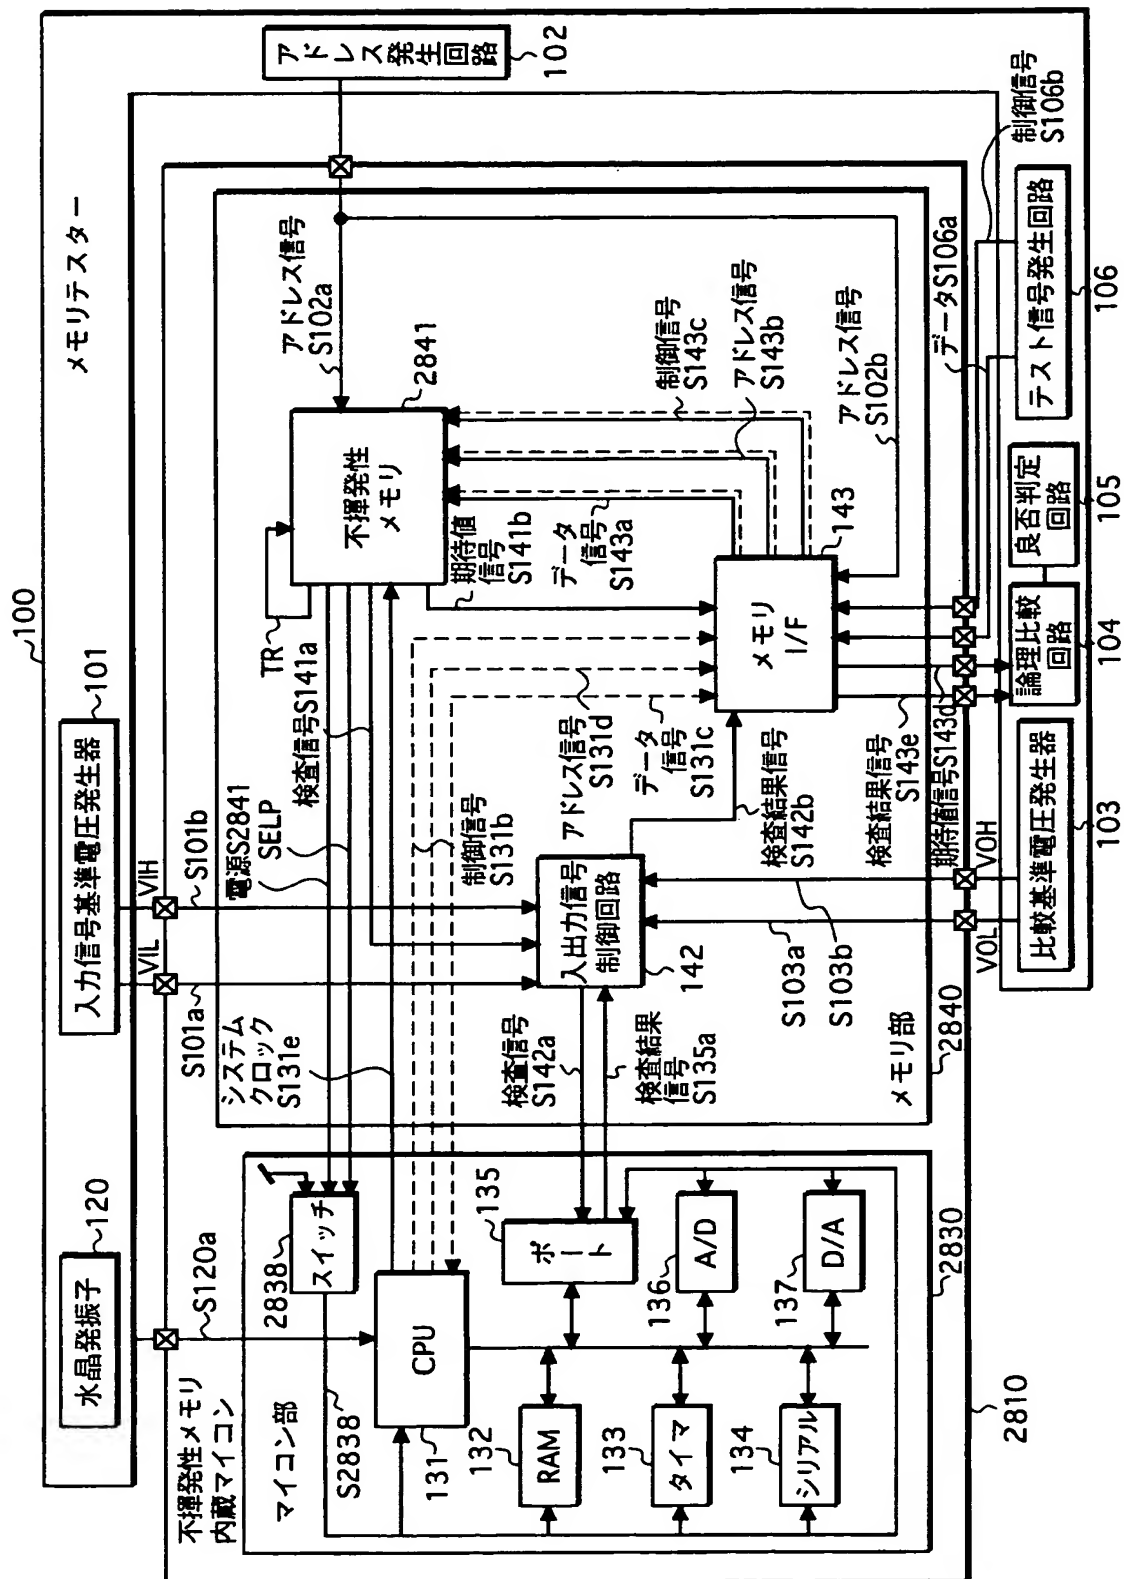 100
メモリテスター
水晶発振子
120
入力信号基準電圧発生器
101
アドレス発生回路
102
S120a
S101a
VIL
VIH
S101b
不揮発性メモリ
内蔵マイコン
マイコン部
システム
クロック
S131e
電源S2841
SELP
検査信号S141a
TR
アドレス信号
S102a
不揮発性
メモリ
2841
スイッチ
2838
S2838
CPU
131
制御信号
S131b
アドレス信号
S131d
データ
信号
S131c
期待値
信号
S141b
データ
信号
S143a
制御信号
S143c
アドレス信号
S143b
アドレス信号
S102b
RAM
132
タイマ
133
シリアル
134
ポート
135
A/D
136
D/A
137
検査信号
S142a
検査結果
信号
S135a
入出力信号
制御回路
142
検査結果信号
S142b
メモリ
I/F
143
S103a
S103b
検査結果信号
S143e
期待値信号S143d
データS106a
制御信号
S106b
メモリ部
2840
2830
2810
VOL
VOH
比較基準電圧発生器
103
論理比較
回路
104
良否判定
回路
105
テスト信号発生回路
106